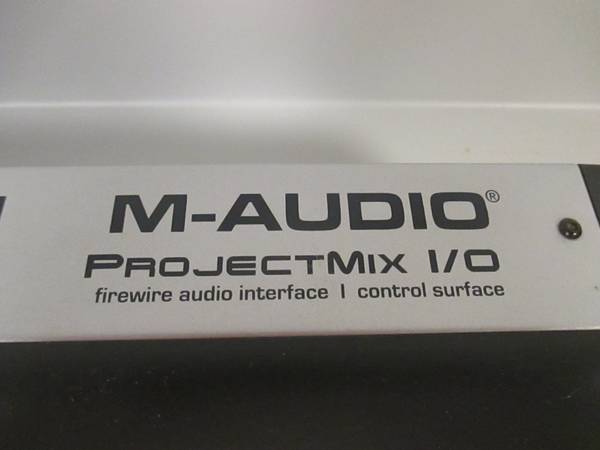 M-AUDIO®
PROJECTMIX I/O
firewire audio interface | control surface